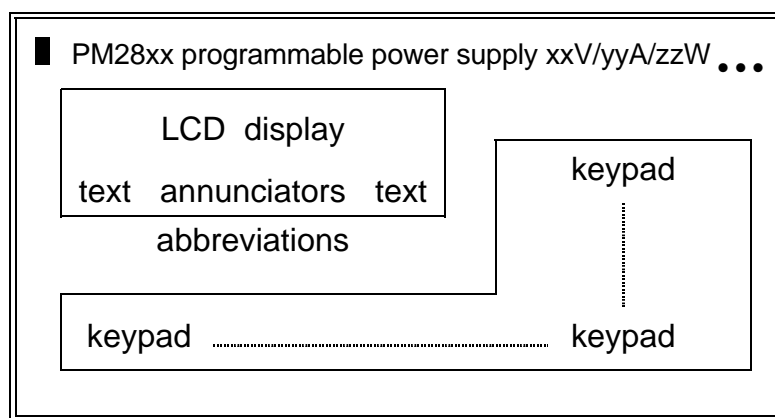 PM28xx programmable power supply xxV/yyA/zzW
LCD display
text annunciators text
abbreviations
keypad
keypad keypad